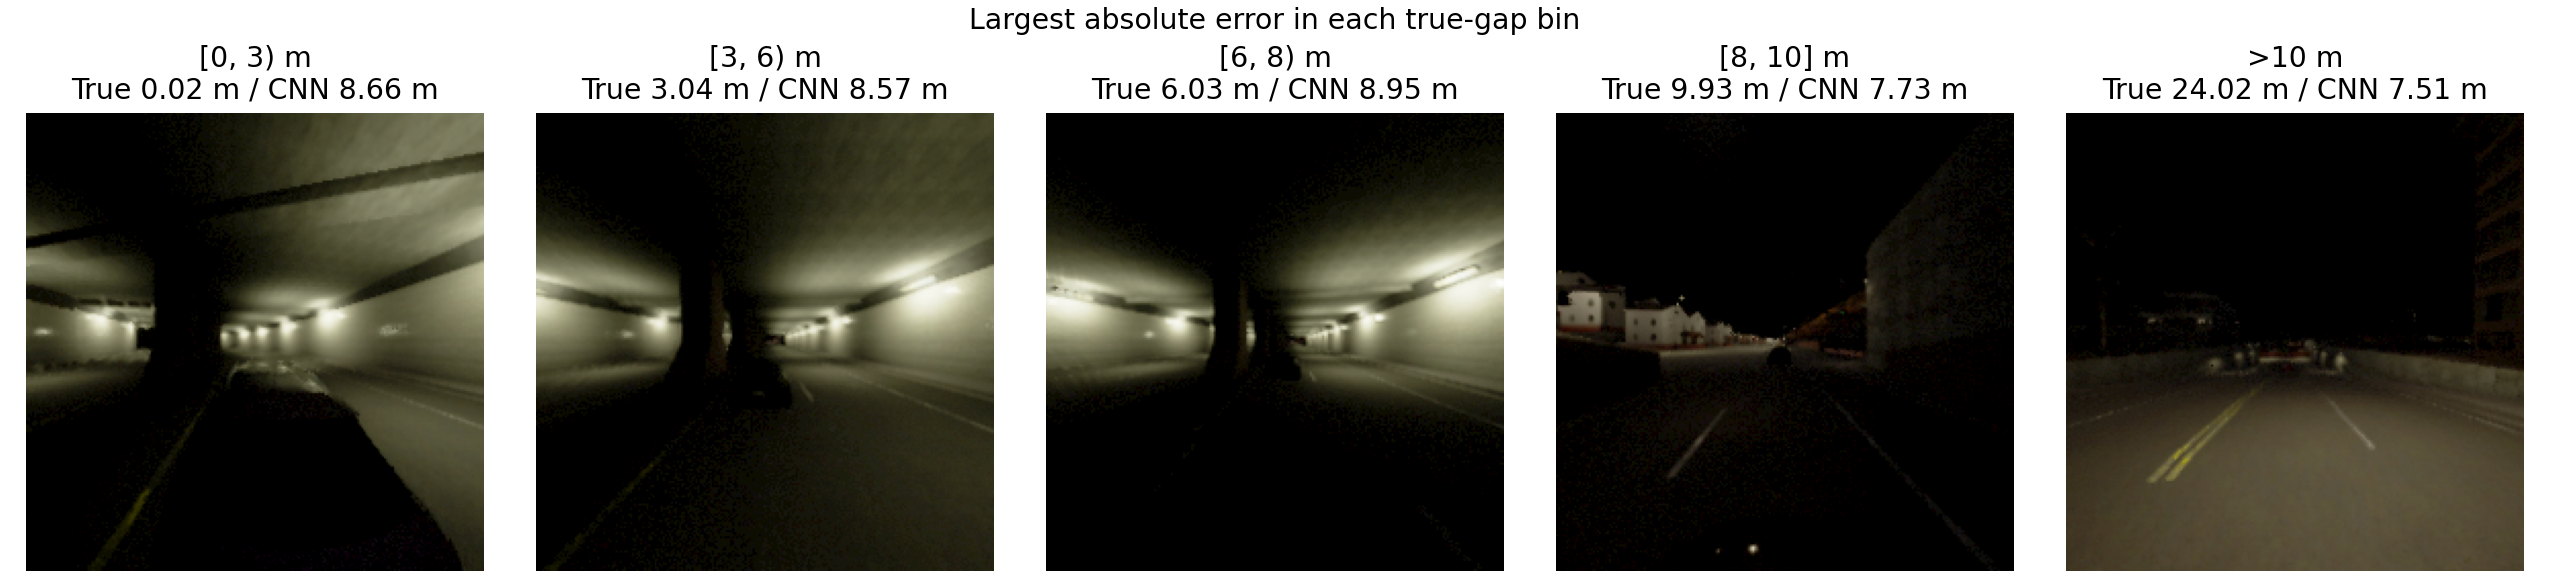 Largest absolute error in each true-gap bin
[0, 3) m
True 0.02 m / CNN 8.66 m
[3, 6) m
True 3.04 m / CNN 8.57 m
[6, 8) m
True 6.03 m / CNN 8.95 m
[8, 10] m
True 9.93 m / CNN 7.73 m
>10 m
True 24.02 m / CNN 7.51 m